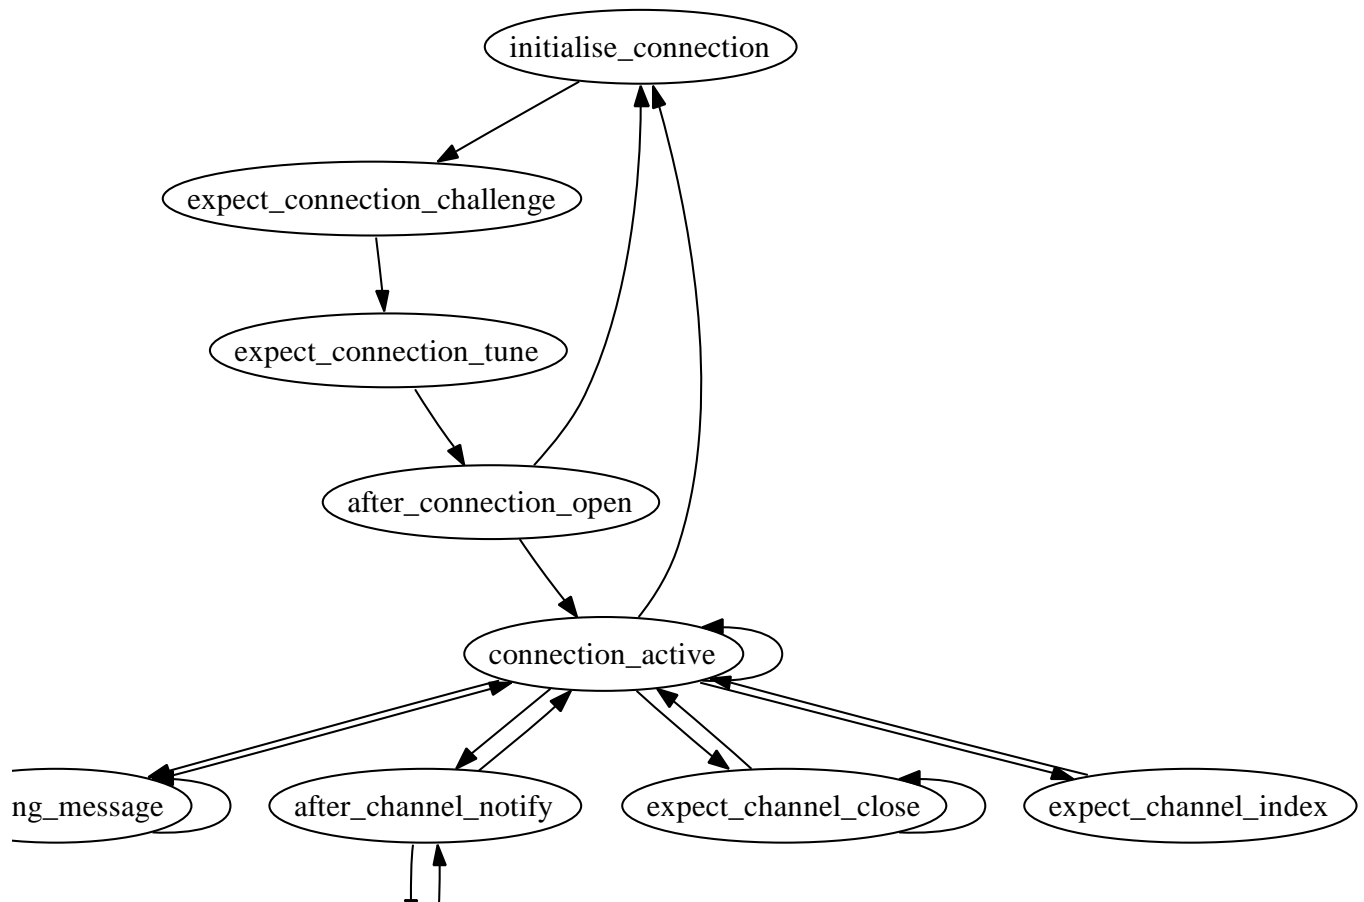 initialise_connection
expect_connection_challenge
expect_connection_tune
after_connection_open
connection_active
ng_message
after_channel_notify
expect_channel_close
expect_channel_index